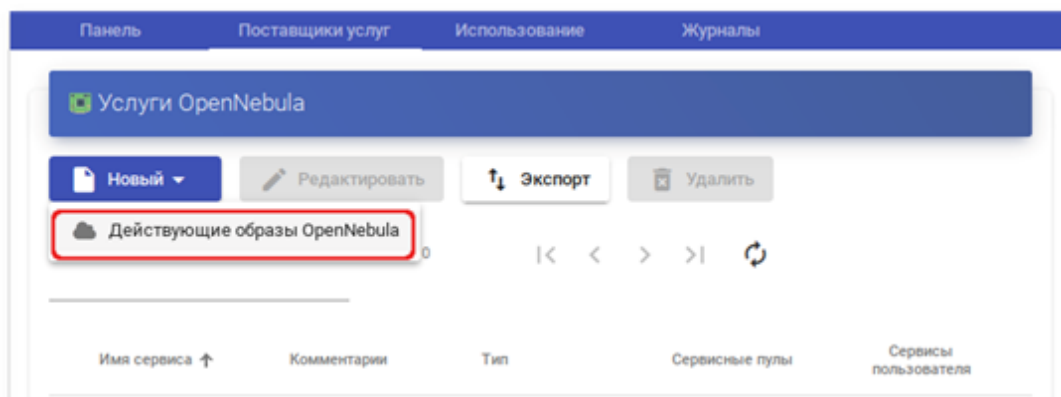 Панель Поставщики услуг Использование Журналы
Услуги OpenNebula
Новый Редактировать Экспорт Удалить
Действующие образы OpenNebula
0
Имя сервиса Комментарии Тип Сервисные пулы Сервисы пользователя